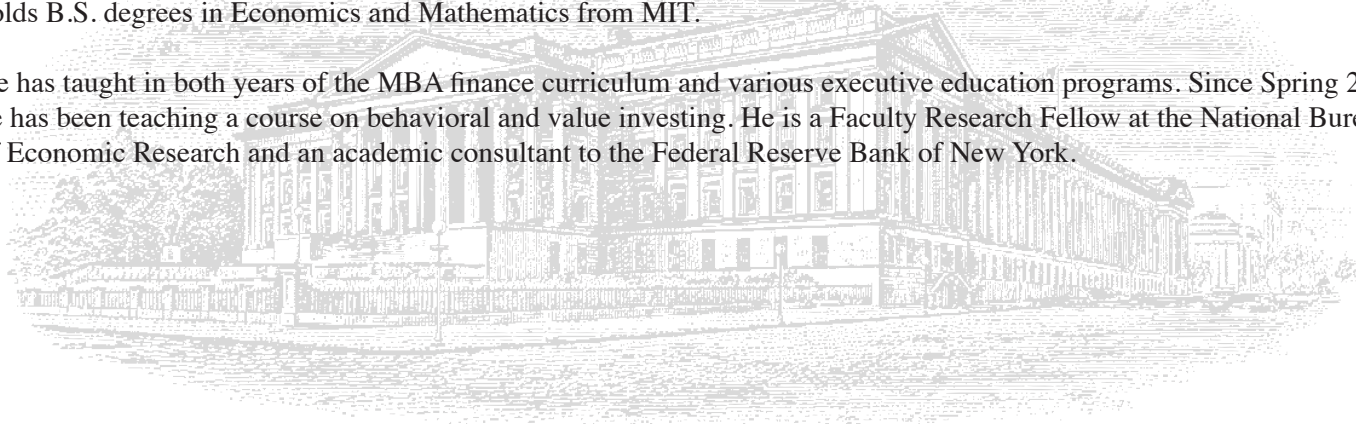 olds B.S. degrees in Economics and Mathematics from MIT.
e has taught in both years of the MBA finance curriculum and various executive education programs. Since Spring 2
e has been teaching a course on behavioral and value investing. He is a Faculty Research Fellow at the National Bure
f Economic Research and an academic consultant to the Federal Reserve Bank of New York.